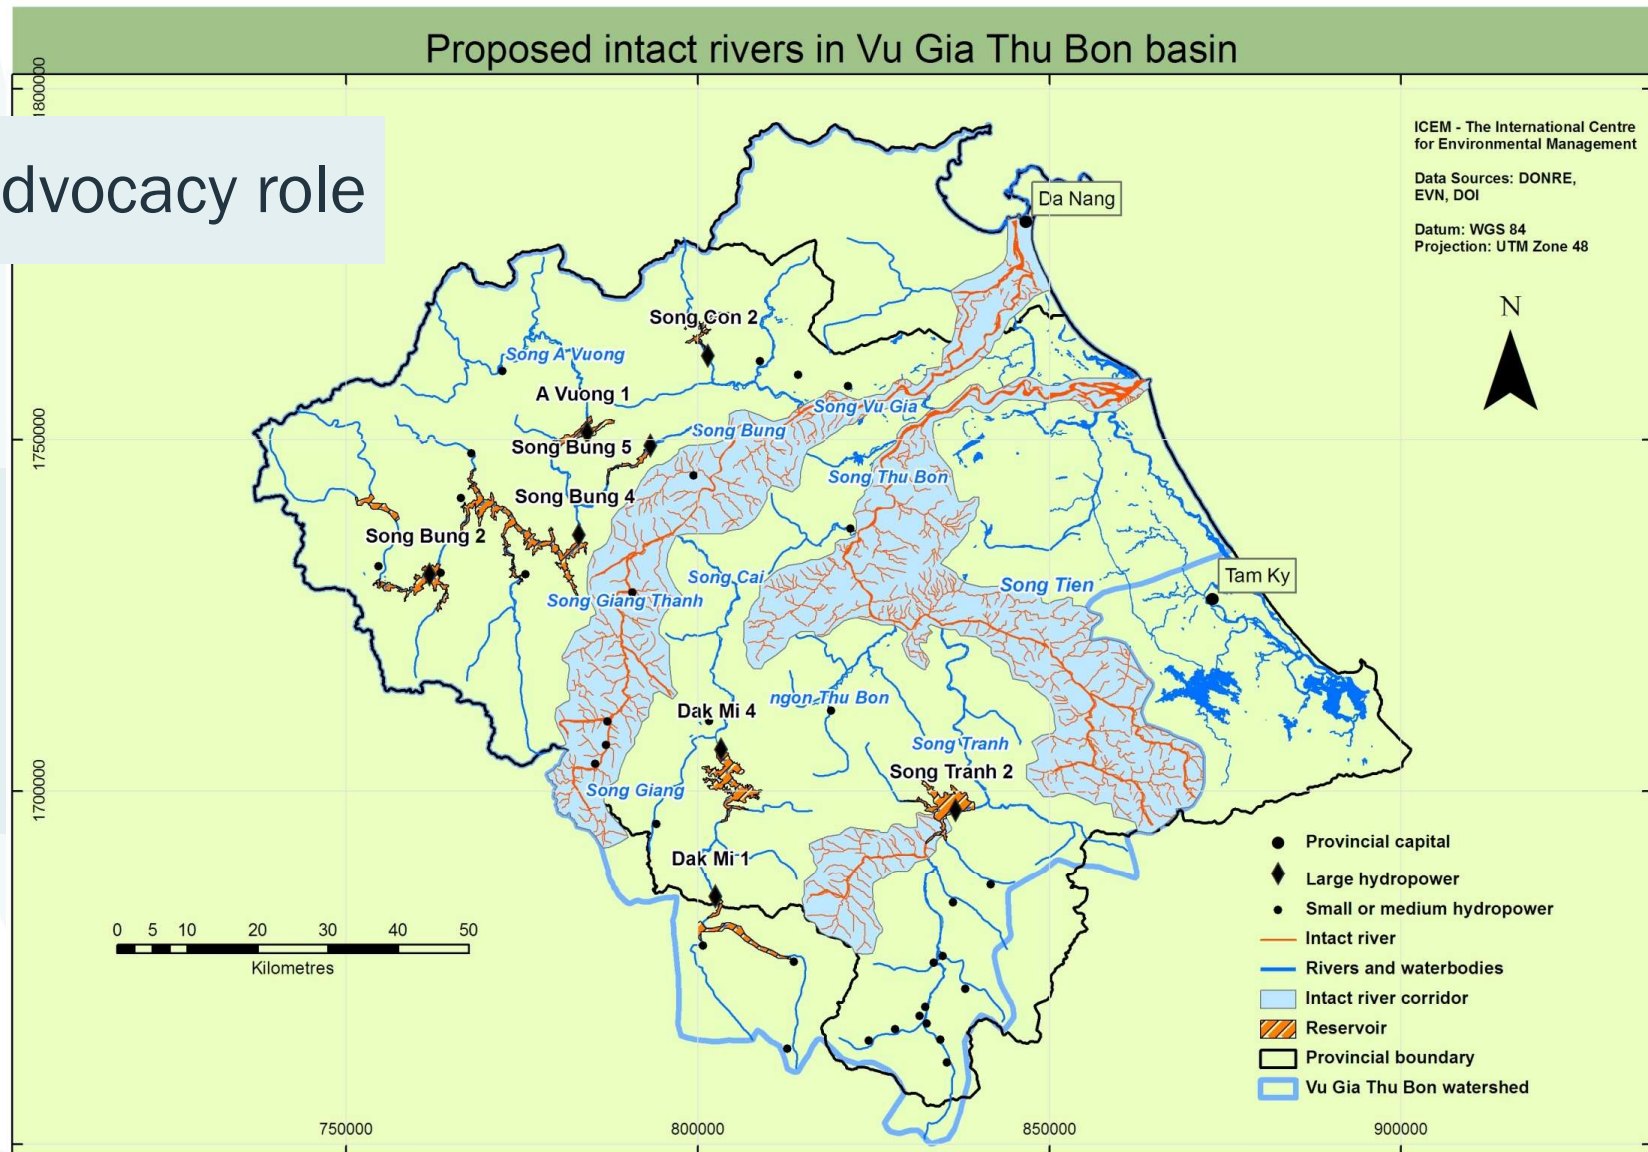 Proposed intact rivers in Vu Gia Thu Bon basin
dvocacy role
ICEM - The International Centre
for Environmental Management
Data Sources: DONRE,
EVN, DOI
Datum: WGS 84
Projection: UTM Zone 48
N
1800000
1750000
1700000
Da Nang
Song Con 2
Song A Vuong
A Vuong 1
Song Vu Gia
Song Bung
Song Bung 5
Song Thu Bon
Song Bung 4
Song Bung 2
Song Cai
Song Tien
Tam Ky
Song Giang Thanh
ngon Thu Bon
Dak Mi 4
Song Tranh
Song Tranh 2
Song Giang
Dak Mi 1
0 5 10 20 30 40 50
Kilometres
Provincial capital
Large hydropower
Small or medium hydropower
Intact river
Rivers and waterbodies
Intact river corridor
Reservoir
Provincial boundary
Vu Gia Thu Bon watershed
750000 800000 850000 900000